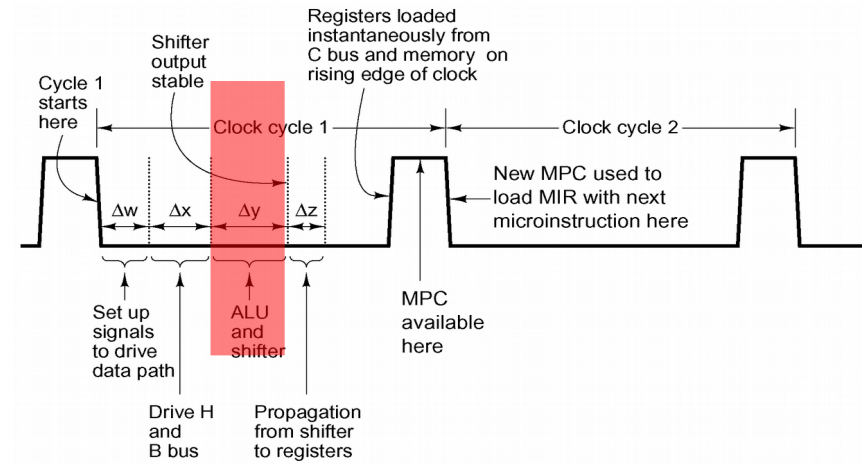 Registers loaded
instantaneously from
C bus and memory on
rising edge of clock
Shifter
output
stable
Cycle 1
starts
here
Clock cycle 1
Clock cycle 2
New MPC used to
load MIR with next
microinstruction here
Δw
Δx
Δy
Δz
Set up
signals
to drive
data path
ALU
and
shifter
MPC
available
here
Drive H
and
B bus
Propagation
from shifter
to registers